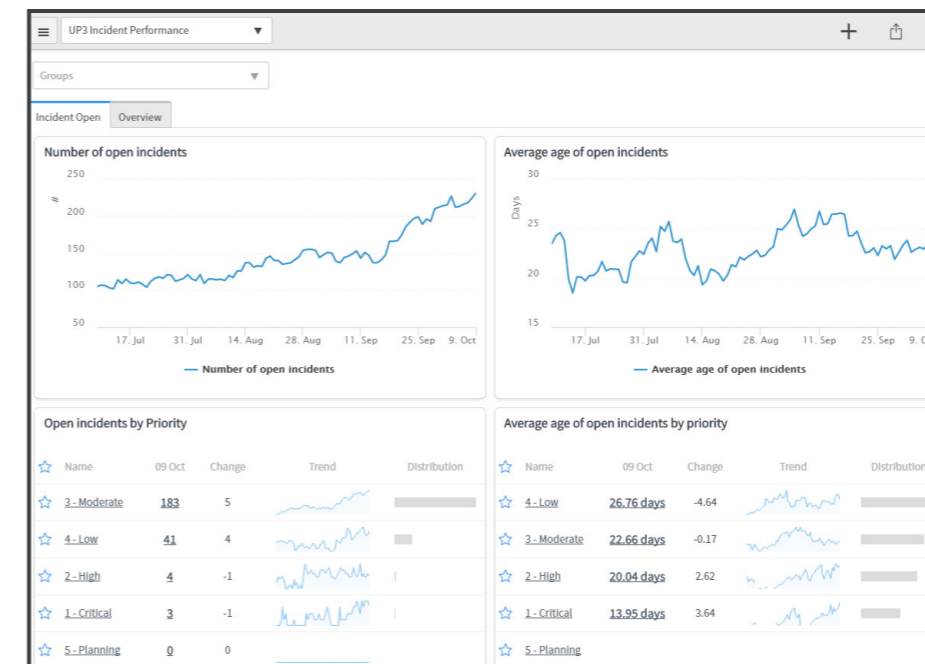 UP3 Incident Performance
Groups
Incident Open Overview
Number of open incidents
250
#
200
150
100
50
17. Jul 31. Jul 14. Aug 28. Aug 11. Sep 25. Sep 9. Oct
Number of open incidents
Average age of open incidents
30
Days
25
20
15
17. Jul 31. Jul 14. Aug 28. Aug 11. Sep 25. Sep 9. O
Average age of open incidents
Open incidents by Priority
Name 09 Oct Change Trend Distribution
3 - Moderate 183 5
4 - Low 41 4
2 - High 4 -1
1 - Critical 3 -1
5 - Planning 0 0
Average age of open incidents by priority
Name 09 Oct Change Trend Distribution
4 - Low 26.76 days -4.64
3 - Moderate 22.66 days -0.17
2 - High 20.04 days 2.62
1 - Critical 13.95 days 3.64
5 - Planning